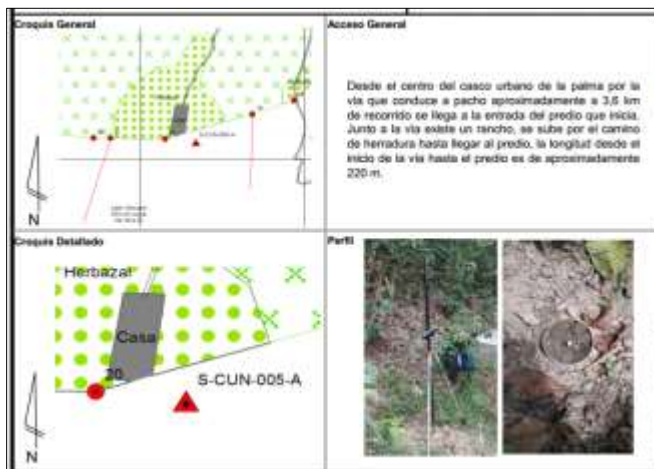 Croquis General
Acceso General
Desde el centro del casco urbano de la palma por la
vía que conduce a pacho aproximadamente a 3,6 km
de recorrido se llega a la entrada del predio que inicia.
Junto a la vía existe un rancho, se sube por el camino
de herradura hasta llegar al predio, la longitud desde el
inicio de la vía hasta el predio es de aproximadamente
220 m.
N
Croquis Detallado
Perfil
Herbazal
Casa
20
S-CUN-005-A
N